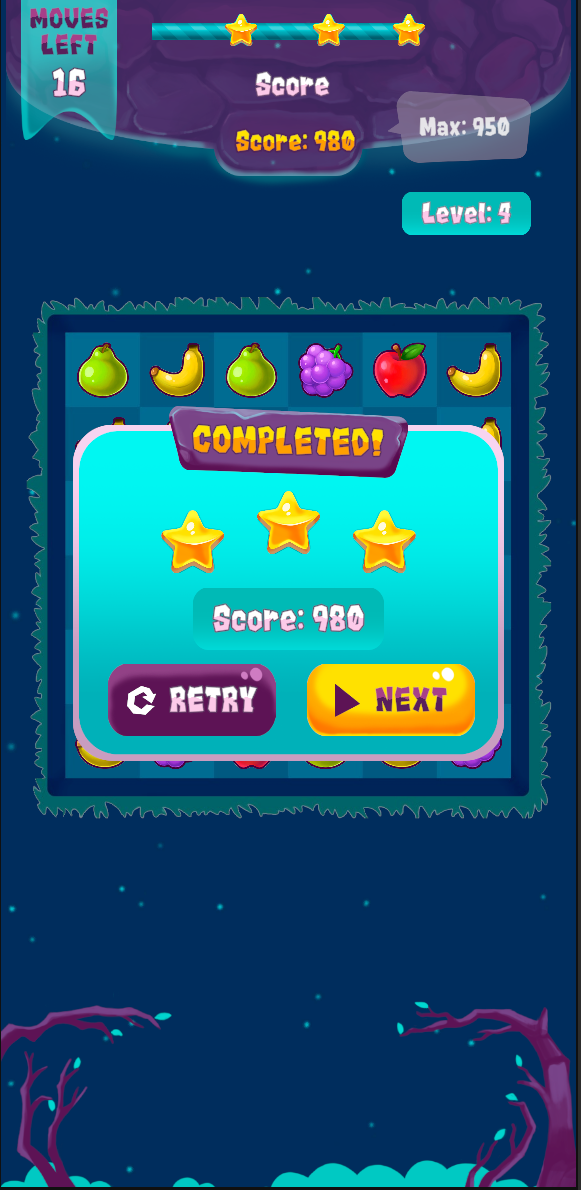 MOVES
LEFT
16
Score
Score: 980
Max: 950
Level: 4
COMPLETED!
Score: 980
RETRY
NEXT